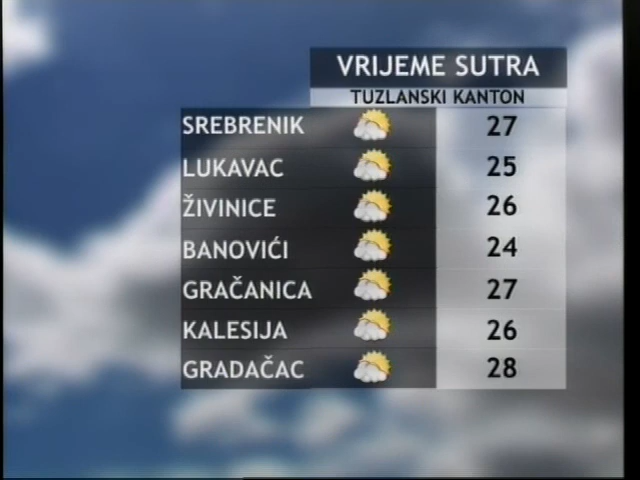 VRIJEME SUTRA
TUZLANSKI KANTON
SREBRENIK 27
LUKAVAC 25
ŽIVINICE 26
BANOVIĆI 24
GRAČANICA 27
KALESIJA 26
GRADAČAC 28